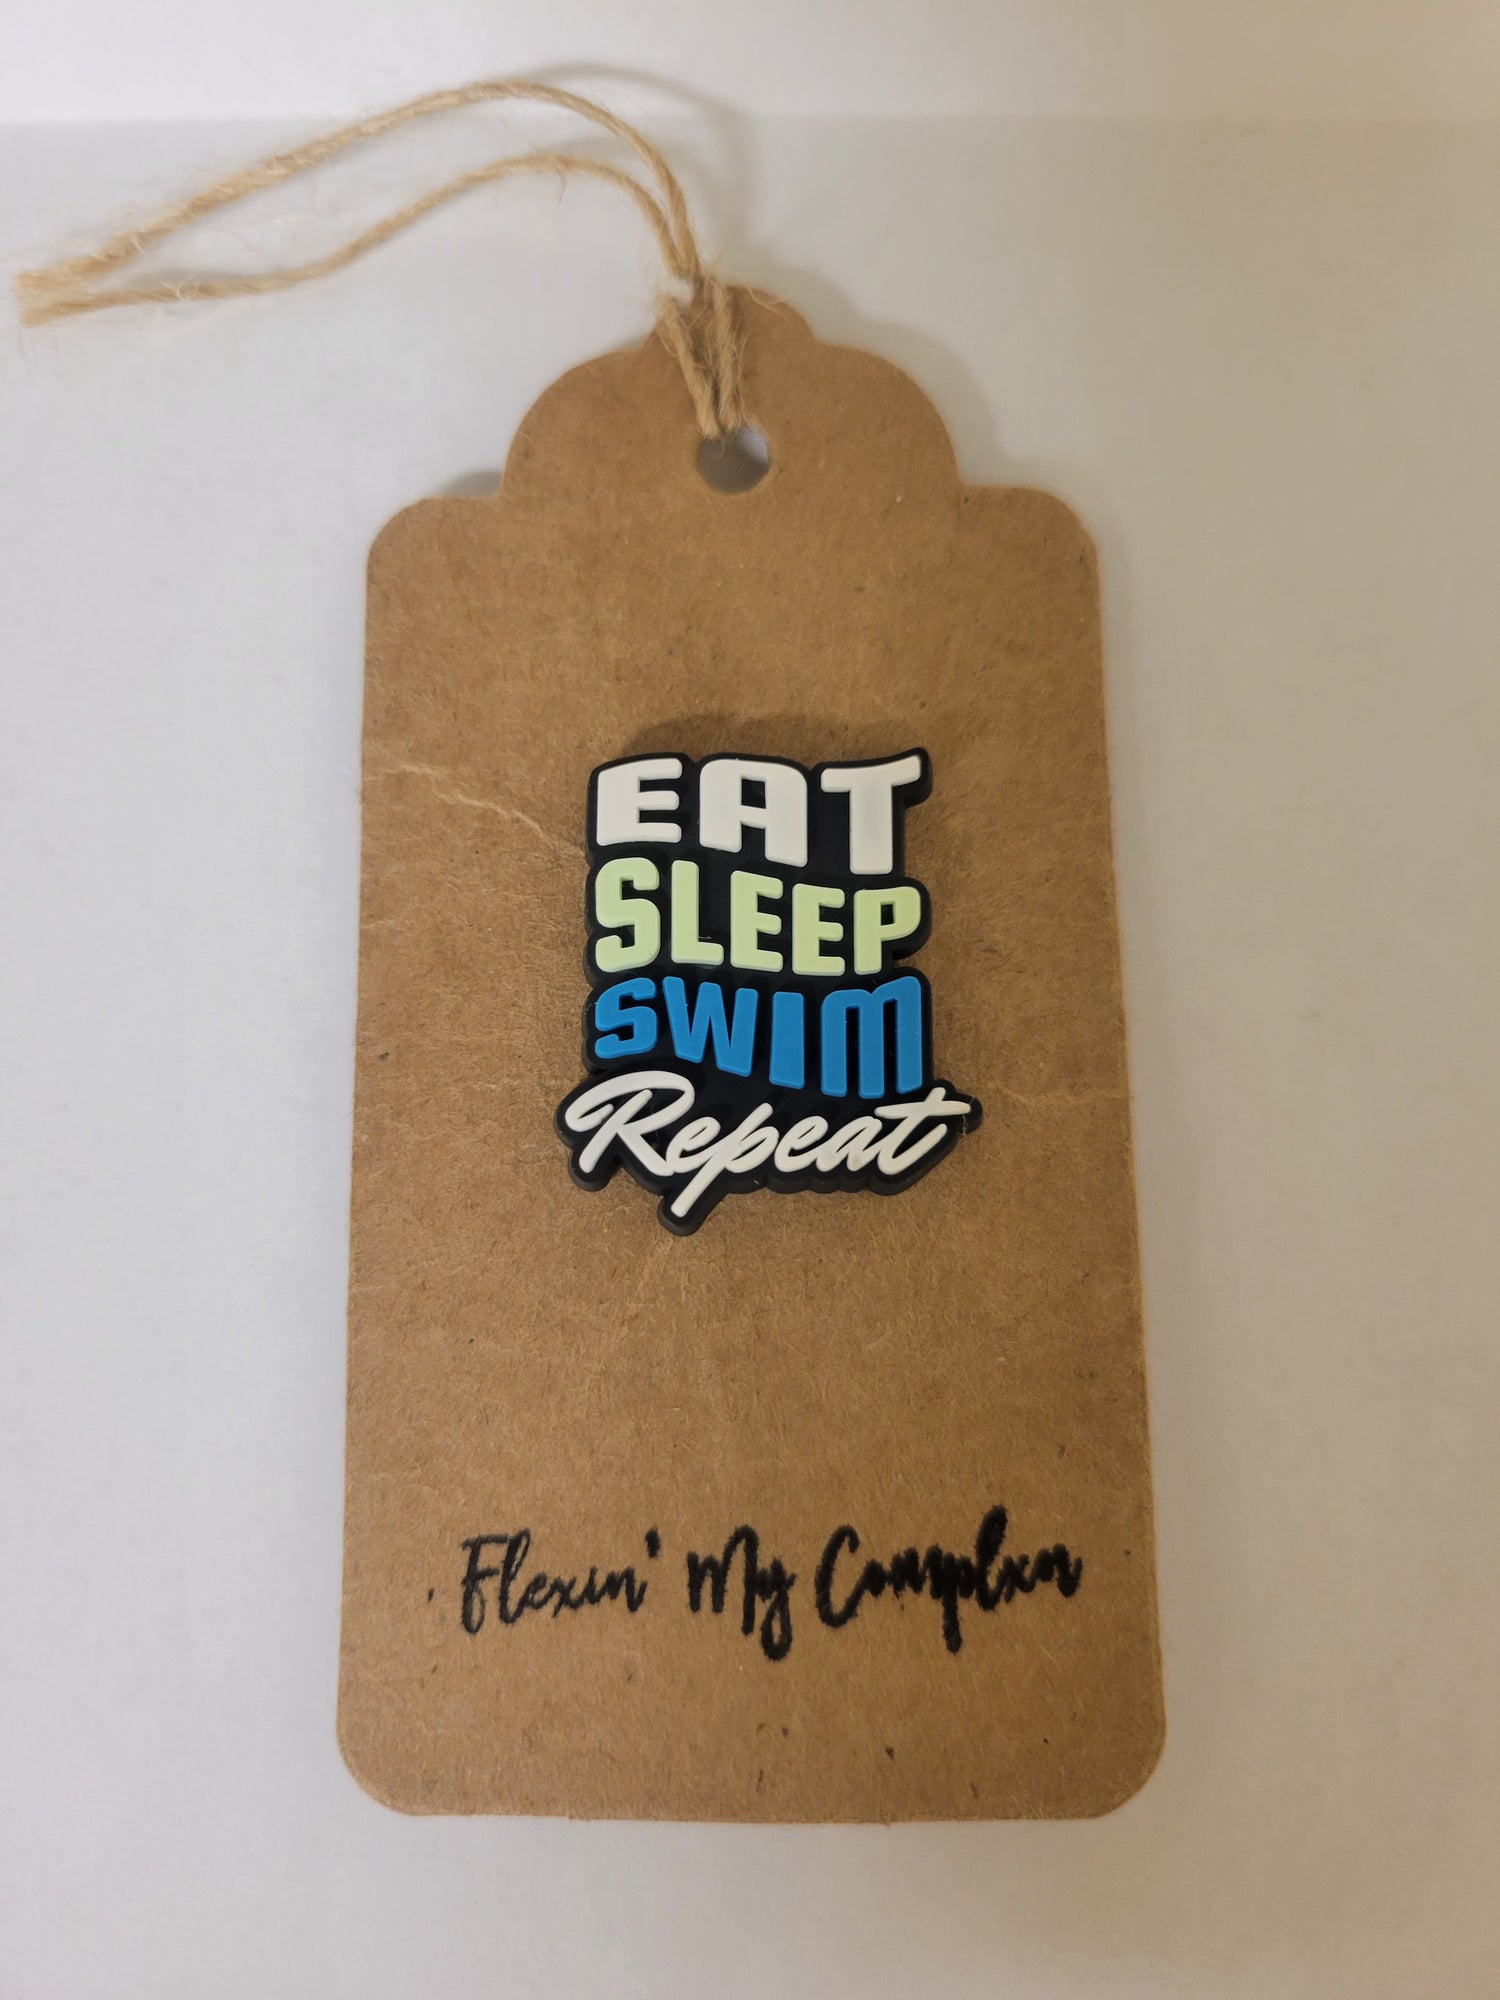 EAT
SLEEP
SWIM
Repeat
Flexin' My Complxn